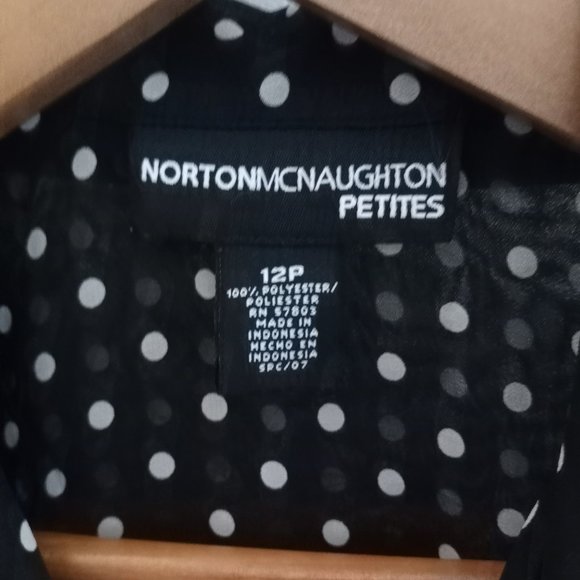 NORTONMCNAUGHTON
PETITES
12P
100% POLYESTER/
POLIESTER
RN 57803
MADE IN
INDONESIA
HECHO EN
INDONESIA
SPC/07